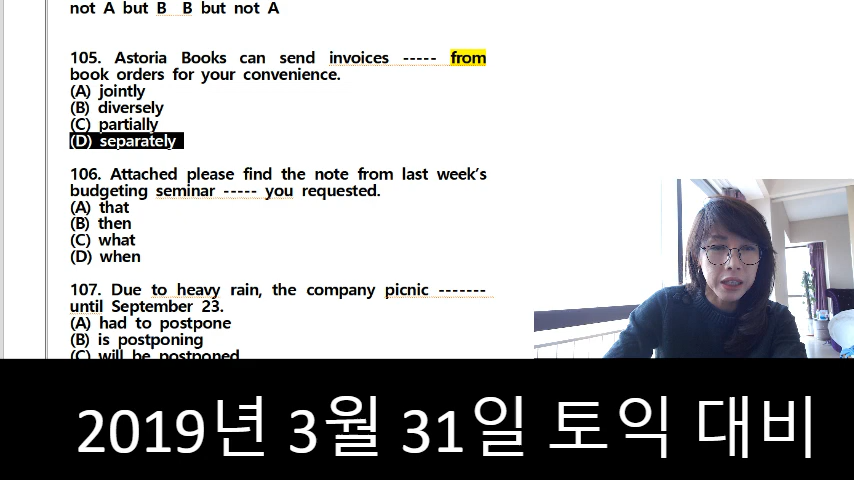 not A but B B but not A
105. Astoria Books can send invoices ----- from
book orders for your convenience.
(A) jointly
(B) diversely
(C) partially
(D) separately
106. Attached please find the note from last week's
budgeting seminar ----- you requested.
(A) that
(B) then
(C) what
(D) when
107. Due to heavy rain, the company picnic -------
until September 23.
(A) had to postpone
(B) is postponing
(C) will be postponed
2019년 3월 31일 토익 대비